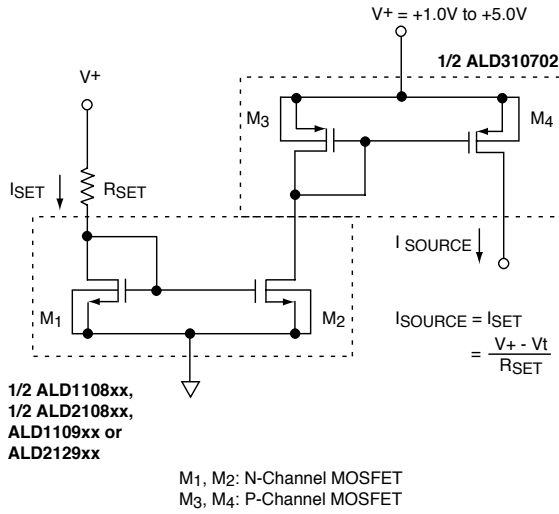 V+ = +1.0V to +5.0V
1/2 ALD310702
V+
M3
M4
ISET
RSET
I SOURCE
M1
M2
ISOURCE = ISET
= V+ - Vt
RSET
1/2 ALD1108xx,
1/2 ALD2108xx,
ALD1109xx or
ALD2129xx
M1, M2: N-Channel MOSFET
M3, M4: P-Channel MOSFET